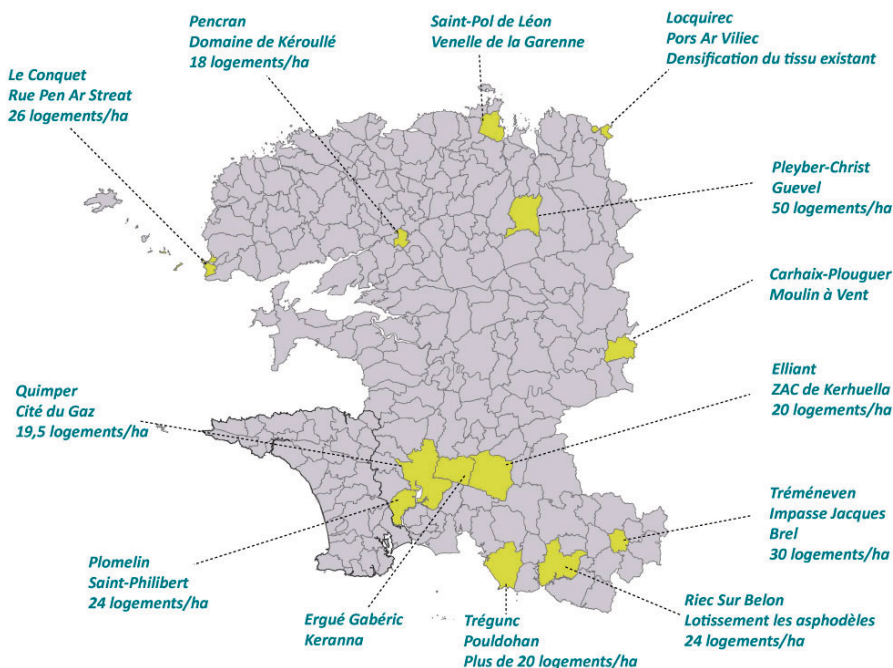 Pencran
Domaine de Kéroullé
18 logements/ha
Saint-Pol de Léon
Venelle de la Garenne
Locquirec
Pors Ar Viliec
Densification du tissu existant
Le Conquet
Rue Pen Ar Streat
26 logements/ha
Pleyber-Christ
Guevel
50 logements/ha
Carhaix-Plouguer
Moulin à Vent
Elliant
ZAC de Kerhuella
20 logements/ha
Quimper
Cité du Gaz
19,5 logements/ha
Tréméneven
Impasse Jacques
Brel
30 logements/ha
Plomelin
Saint-Philibert
24 logements/ha
Ergué Gabéric
Keranna
Trégunc
Pouldohan
Plus de 20 logements/ha
Riec Sur Belon
Lotissement les asphodèles
24 logements/ha